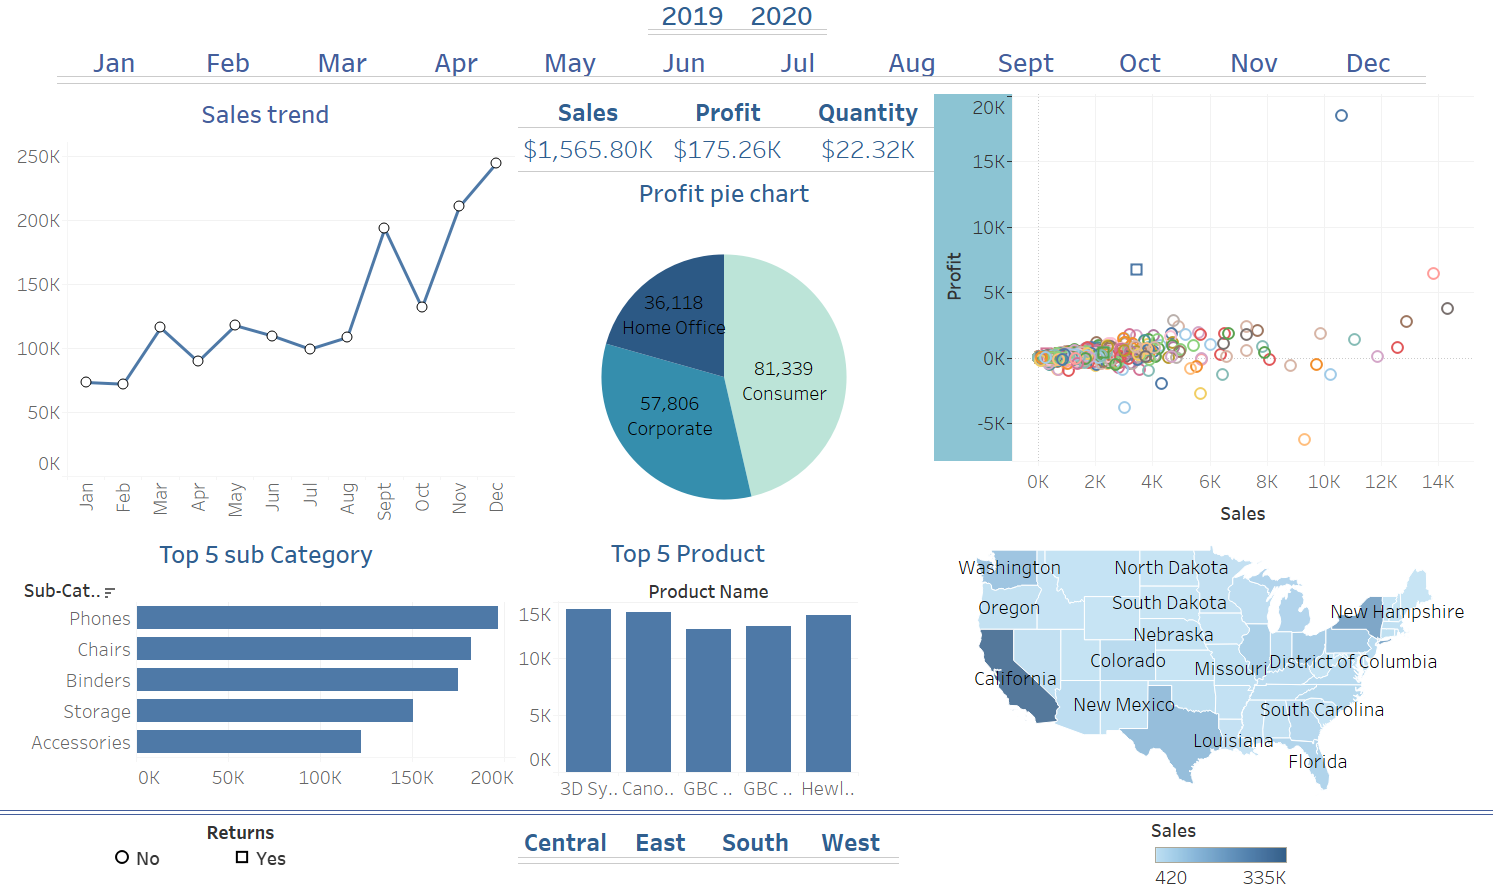 2019 2020
Jan Feb Mar Apr May Jun Jul Aug Sept Oct Nov Dec
Sales trend
250K
200K
150K
100K
50K
0K
Jan Feb Mar Apr May Jun Jul Aug Sept Oct Nov Dec
Sales Profit Quantity
$1,565.80K $175.26K $22.32K
Profit pie chart
36,118
Home Office
81,339
Consumer
57,806
Corporate
Profit
20K
15K
10K
5K
0K
-5K
0K 2K 4K 6K 8K 10K 12K 14K
Sales
Top 5 sub Category
Sub-Cat..
Phones
Chairs
Binders
Storage
Accessories
0K 50K 100K 150K 200K
Top 5 Product
Product Name
15K
10K
5K
0K
3D Sy.. Cano.. GBC .. GBC .. Hewl..
Washington
North Dakota
Oregon
South Dakota
New Hampshire
Nebraska
Colorado
Missouri
District of Columbia
California
New Mexico
South Carolina
Louisiana
Florida
Returns
No Yes
Central East South West
Sales
420 335K